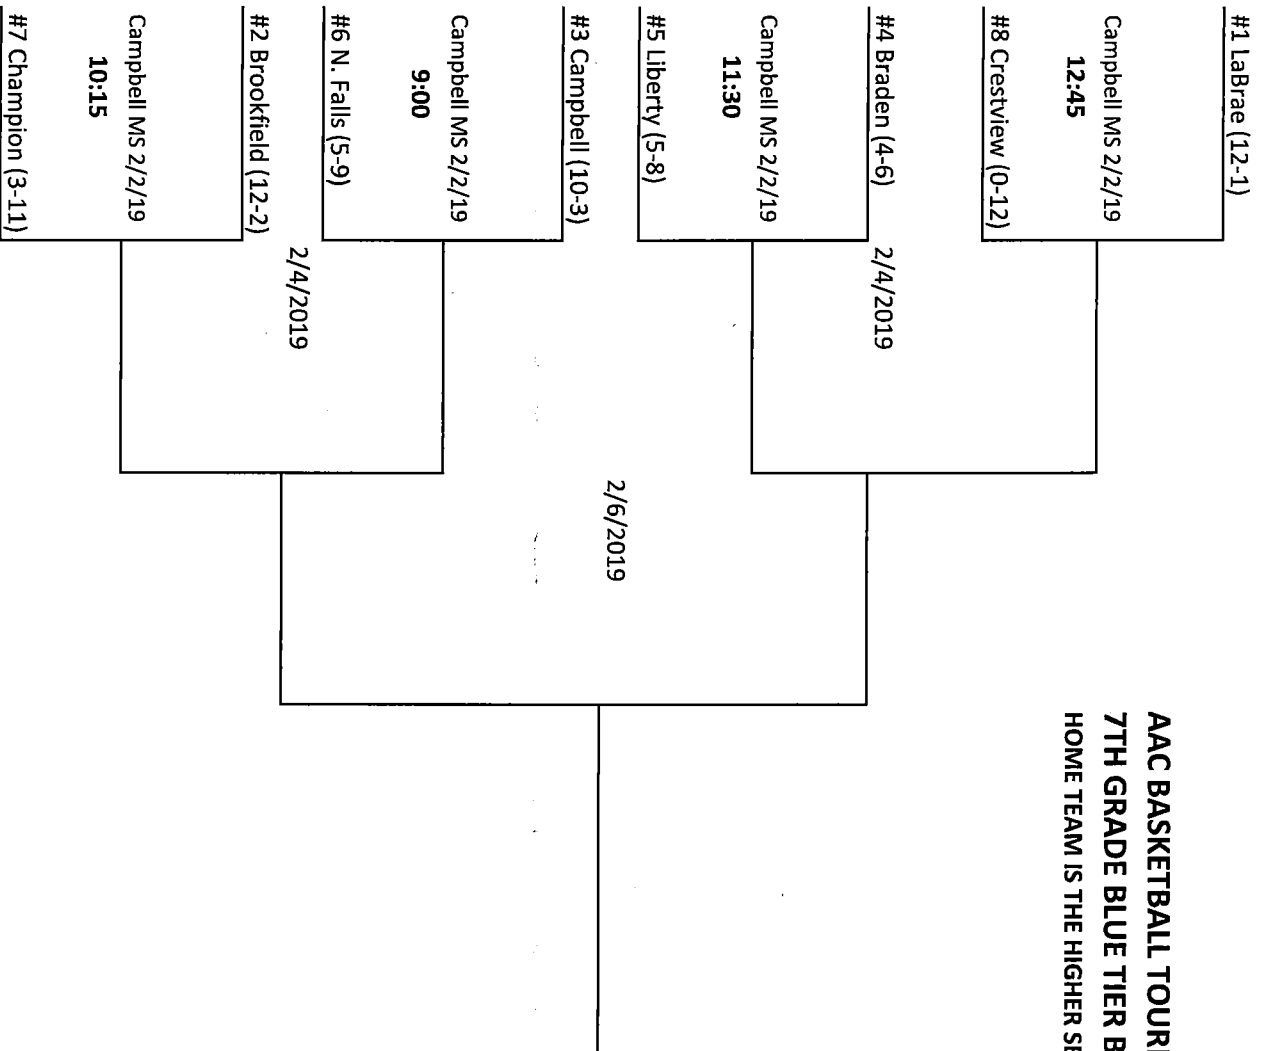 AAC BASKETBALL TOUR
7TH GRADE BLUE TIER B
HOME TEAM IS THE HIGHER SE
#1 LaBrae (12-1)
Campbell MS 2/2/19
12:45
#8 Crestview (0-12)
2/4/2019
#4 Braden (4-6)
Campbell MS 2/2/19
11:30
#5 Liberty (5-8)
2/6/2019
#3 Campbell (10-3)
Campbell MS 2/2/19
9:00
#6 N. Falls (5-9)
2/4/2019
#2 Brookfield (12-2)
Campbell MS 2/2/19
10:15
#7 Champion (3-11)